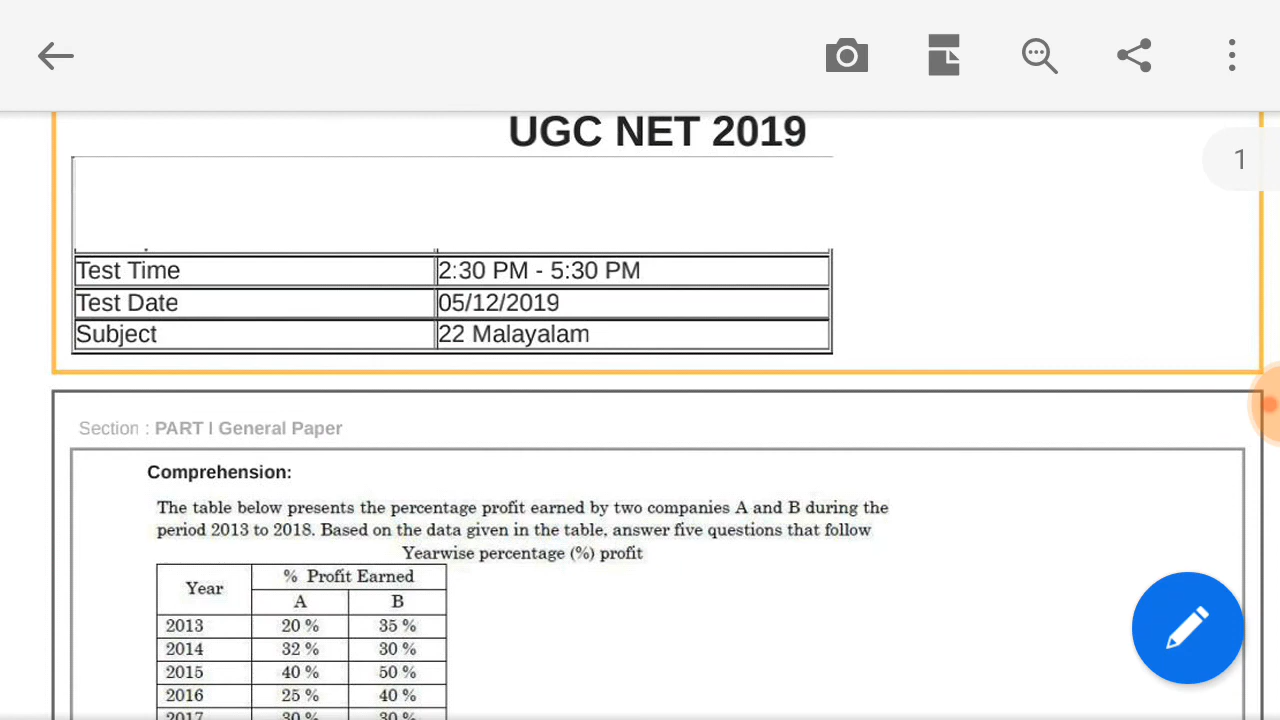 UGC NET 2019
1
Test Time 2:30 PM - 5:30 PM
Test Date 05/12/2019
Subject 22 Malayalam
Section : PART I General Paper
Comprehension:
The table below presents the percentage profit earned by two companies A and B during the
period 2013 to 2018. Based on the data given in the table, answer five questions that follow
Yearwise percentage (%) profit
Year % Profit Earned
A B
2013 20 % 35 %
2014 32 % 30 %
2015 40 % 50 %
2016 25 % 40 %
2017 30 % 30 %